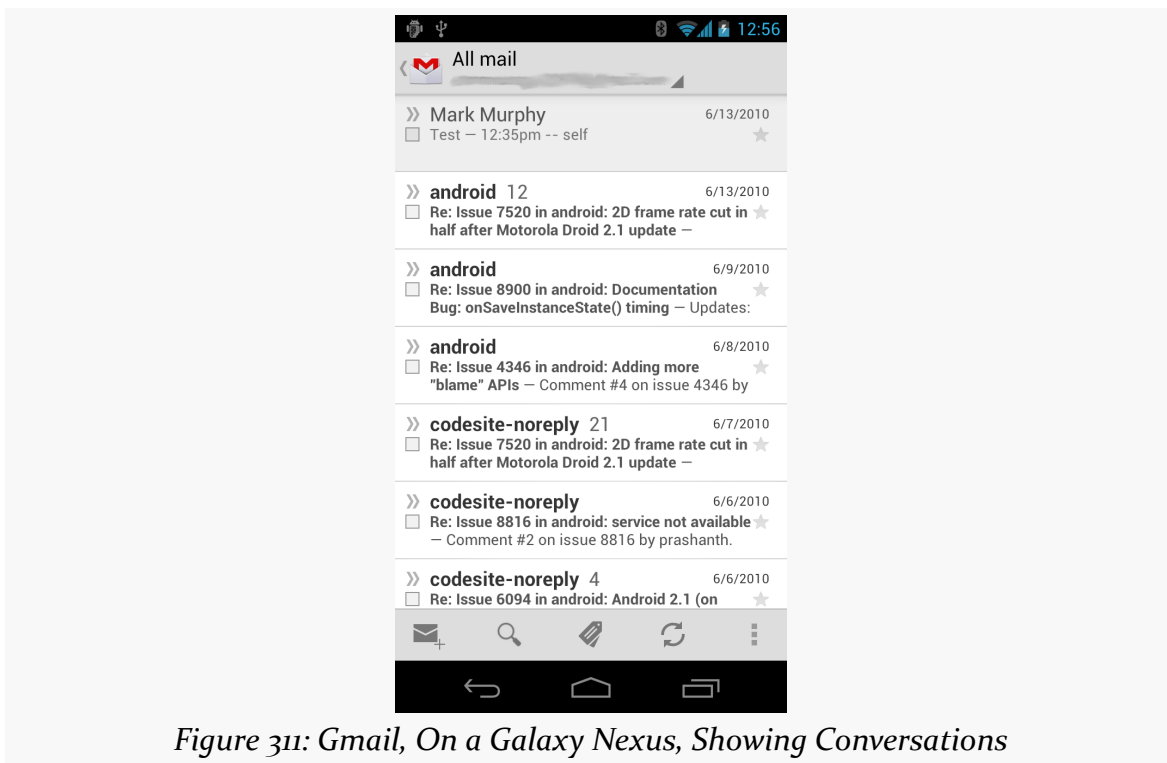 12:56
All mail
Mark Murphy 6/13/2010
Test — 12:35pm -- self
android 12 6/13/2010
Re: Issue 7520 in android: 2D frame rate cut in
half after Motorola Droid 2.1 update —
android 6/9/2010
Re: Issue 8900 in android: Documentation
Bug: onSaveInstanceState() timing — Updates:
android 6/8/2010
Re: Issue 4346 in android: Adding more
"blame" APIs — Comment #4 on issue 4346 by
codesite-noreply 21 6/7/2010
Re: Issue 7520 in android: 2D frame rate cut in
half after Motorola Droid 2.1 update —
codesite-noreply 6/6/2010
Re: Issue 8816 in android: service not available
— Comment #2 on issue 8816 by prashanth.
codesite-noreply 4 6/6/2010
Re: Issue 6094 in android: Android 2.1 (on
Figure 311: Gmail, On a Galaxy Nexus, Showing Conversations